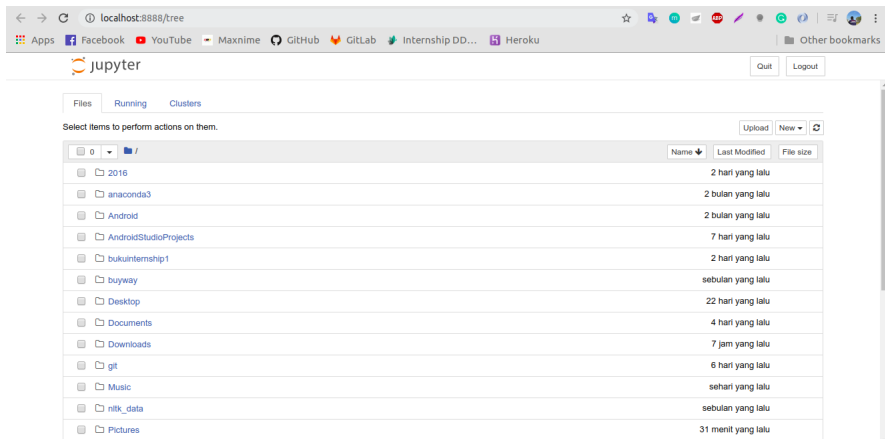 localhost:8888/tree
Apps Facebook YouTube Maxnime GitHub GitLab Internship DD... Heroku Other bookmarks
jupyter Quit Logout
Files Running Clusters
Select items to perform actions on them. Upload New
0 / Name Last Modified File size
2016 2 hari yang lalu
anaconda3 2 bulan yang lalu
Android 2 bulan yang lalu
AndroidStudioProjects 7 hari yang lalu
bukuinternship1 2 hari yang lalu
buyway sebulan yang lalu
Desktop 22 hari yang lalu
Documents 4 hari yang lalu
Downloads 7 jam yang lalu
git 6 hari yang lalu
Music sehari yang lalu
nltk_data sebulan yang lalu
Pictures 31 menit yang lalu